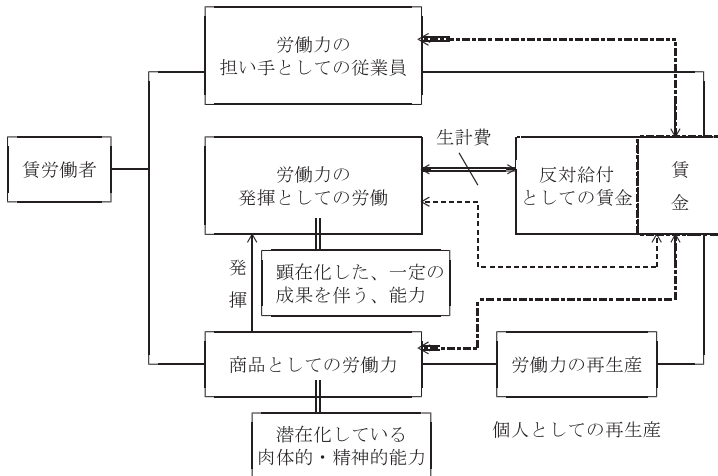 労働力の
担い手としての従業員
生計費
賃労働者
労働力の
発揮としての労働
反対給付
としての賃金
賃
金
発
揮
顕在化した、一定の
成果を伴う、能力
商品としての労働力
労働力の再生産
潜在化している
肉体的・精神的能力
個人としての再生産